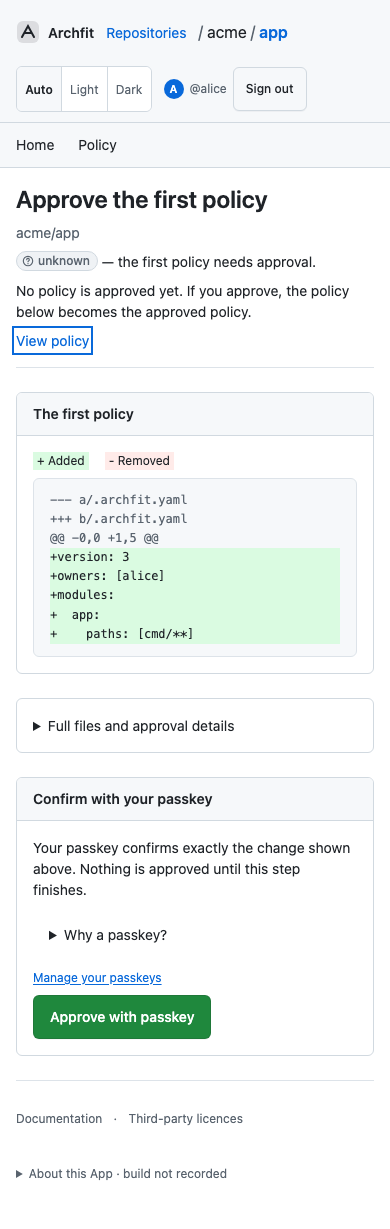 Archfit Repositories / acme / app
Auto Light Dark A @alice Sign out
Home Policy
Approve the first policy
acme/app
unknown — the first policy needs approval.
No policy is approved yet. If you approve, the policy
below becomes the approved policy.
View policy
The first policy
+ Added - Removed
--- a/.archfit.yaml
+++ b/.archfit.yaml
@@ -0,0 +1,5 @@
+version: 3
+owners: [alice]
+modules:
+  app:
+    paths: [cmd/**]
Full files and approval details
Confirm with your passkey
Your passkey confirms exactly the change shown
above. Nothing is approved until this step
finishes.
Why a passkey?
Manage your passkeys
Approve with passkey
Documentation · Third-party licences
About this App · build not recorded